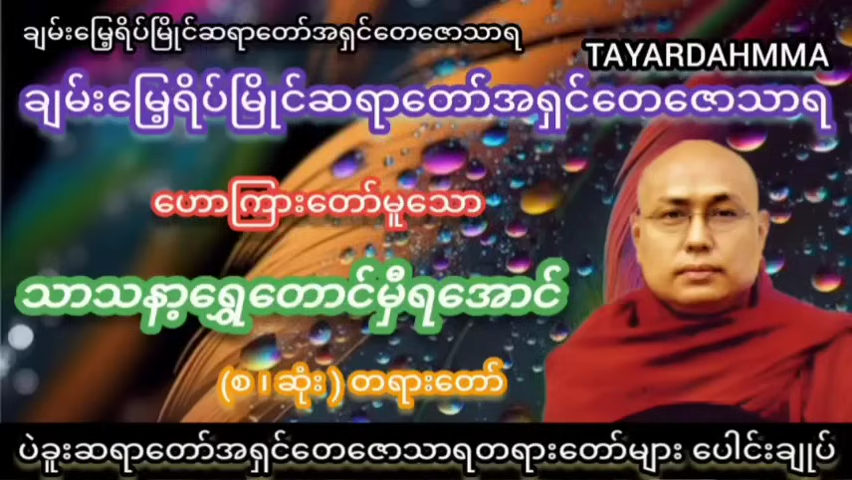 ချမ်းမြေ့ရိပ်မြိုင်ဆရာတော်အရှင်တေဇောသာရ
TAYARDAHMMA
ချမ်းမြေ့ရိပ်မြိုင်ဆရာတော်အရှင်တေဇောသာရ
ဟောကြားတော်မူသော
သာသနာ့ရွှေတောင်မှီရအောင်
(စ ၊ ဆုံး ) တရားတော်
ပဲခူးဆရာတော်အရှင်တေဇောသာရတရားတော်များ ပေါင်းချုပ်